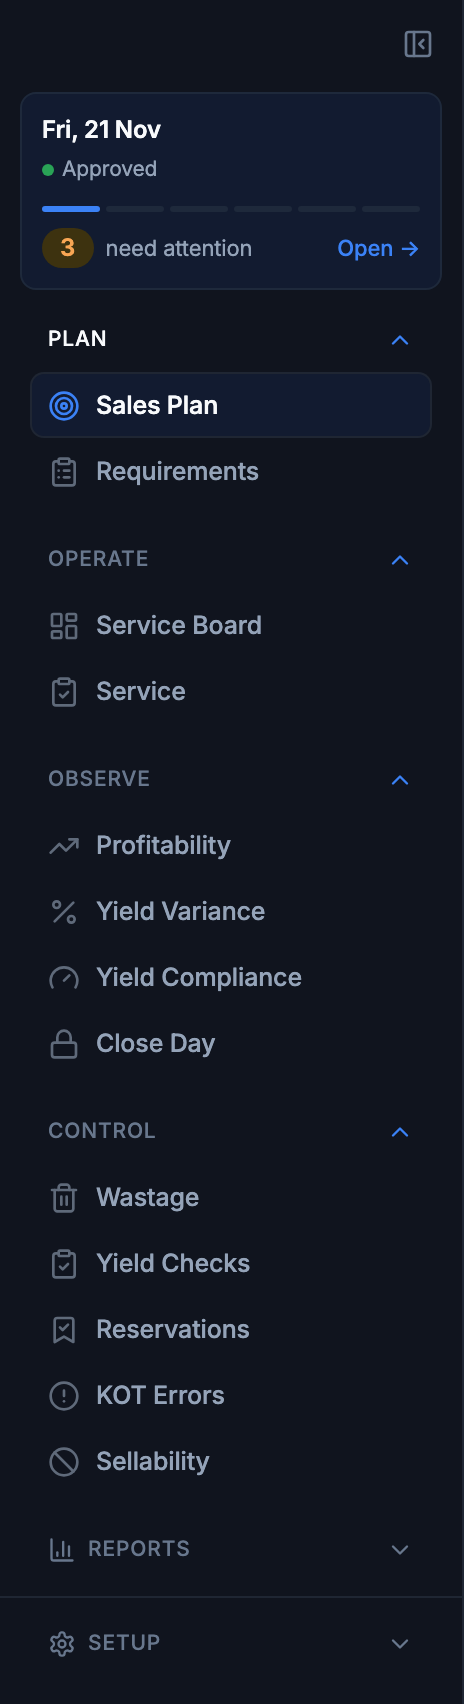 Fri, 21 Nov
Approved
3 need attention Open →
PLAN
Sales Plan
Requirements
OPERATE
Service Board
Service
OBSERVE
Profitability
Yield Variance
Yield Compliance
Close Day
CONTROL
Wastage
Yield Checks
Reservations
KOT Errors
Sellability
REPORTS
SETUP